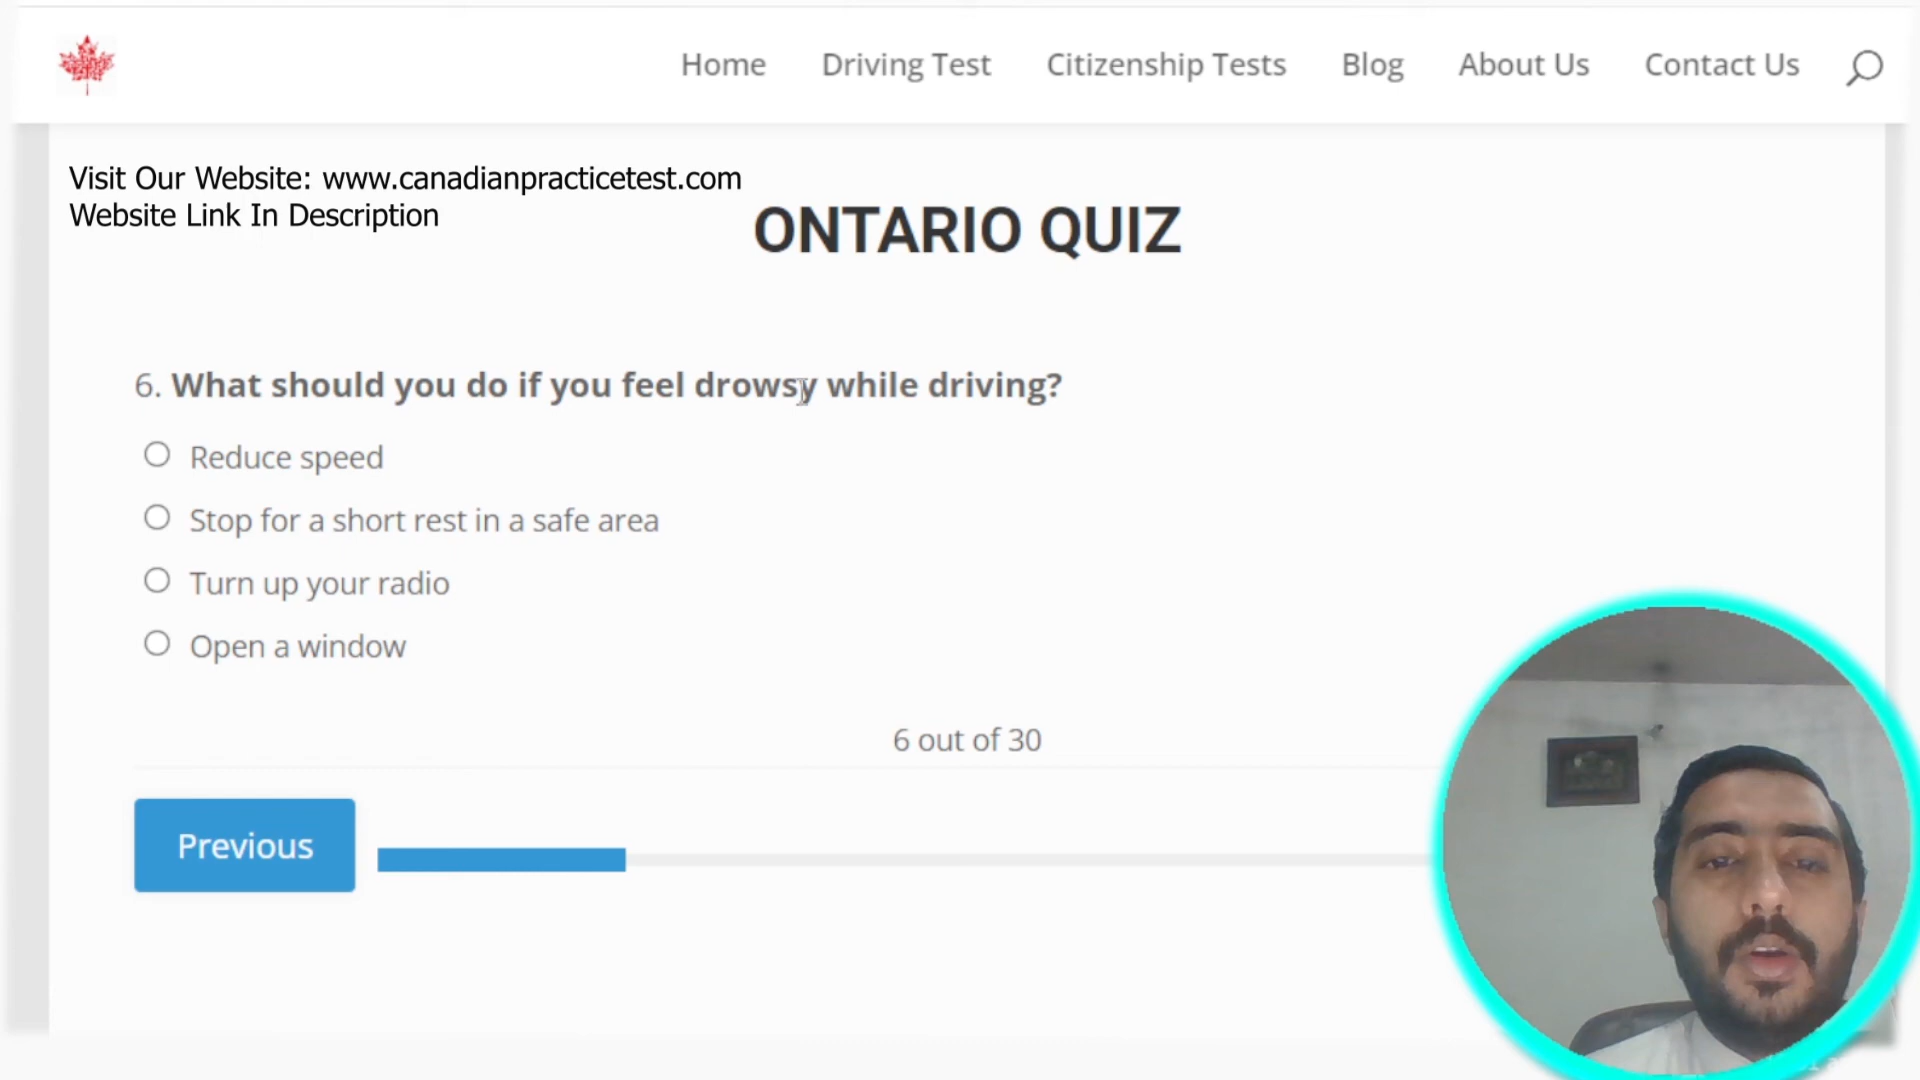 Home Driving Test Citizenship Tests Blog About Us Contact Us
Visit Our Website: www.canadianpracticetest.com
Website Link In Description
ONTARIO QUIZ
6. What should you do if you feel drowsy while driving?
Reduce speed
Stop for a short rest in a safe area
Turn up your radio
Open a window
6 out of 30
Previous